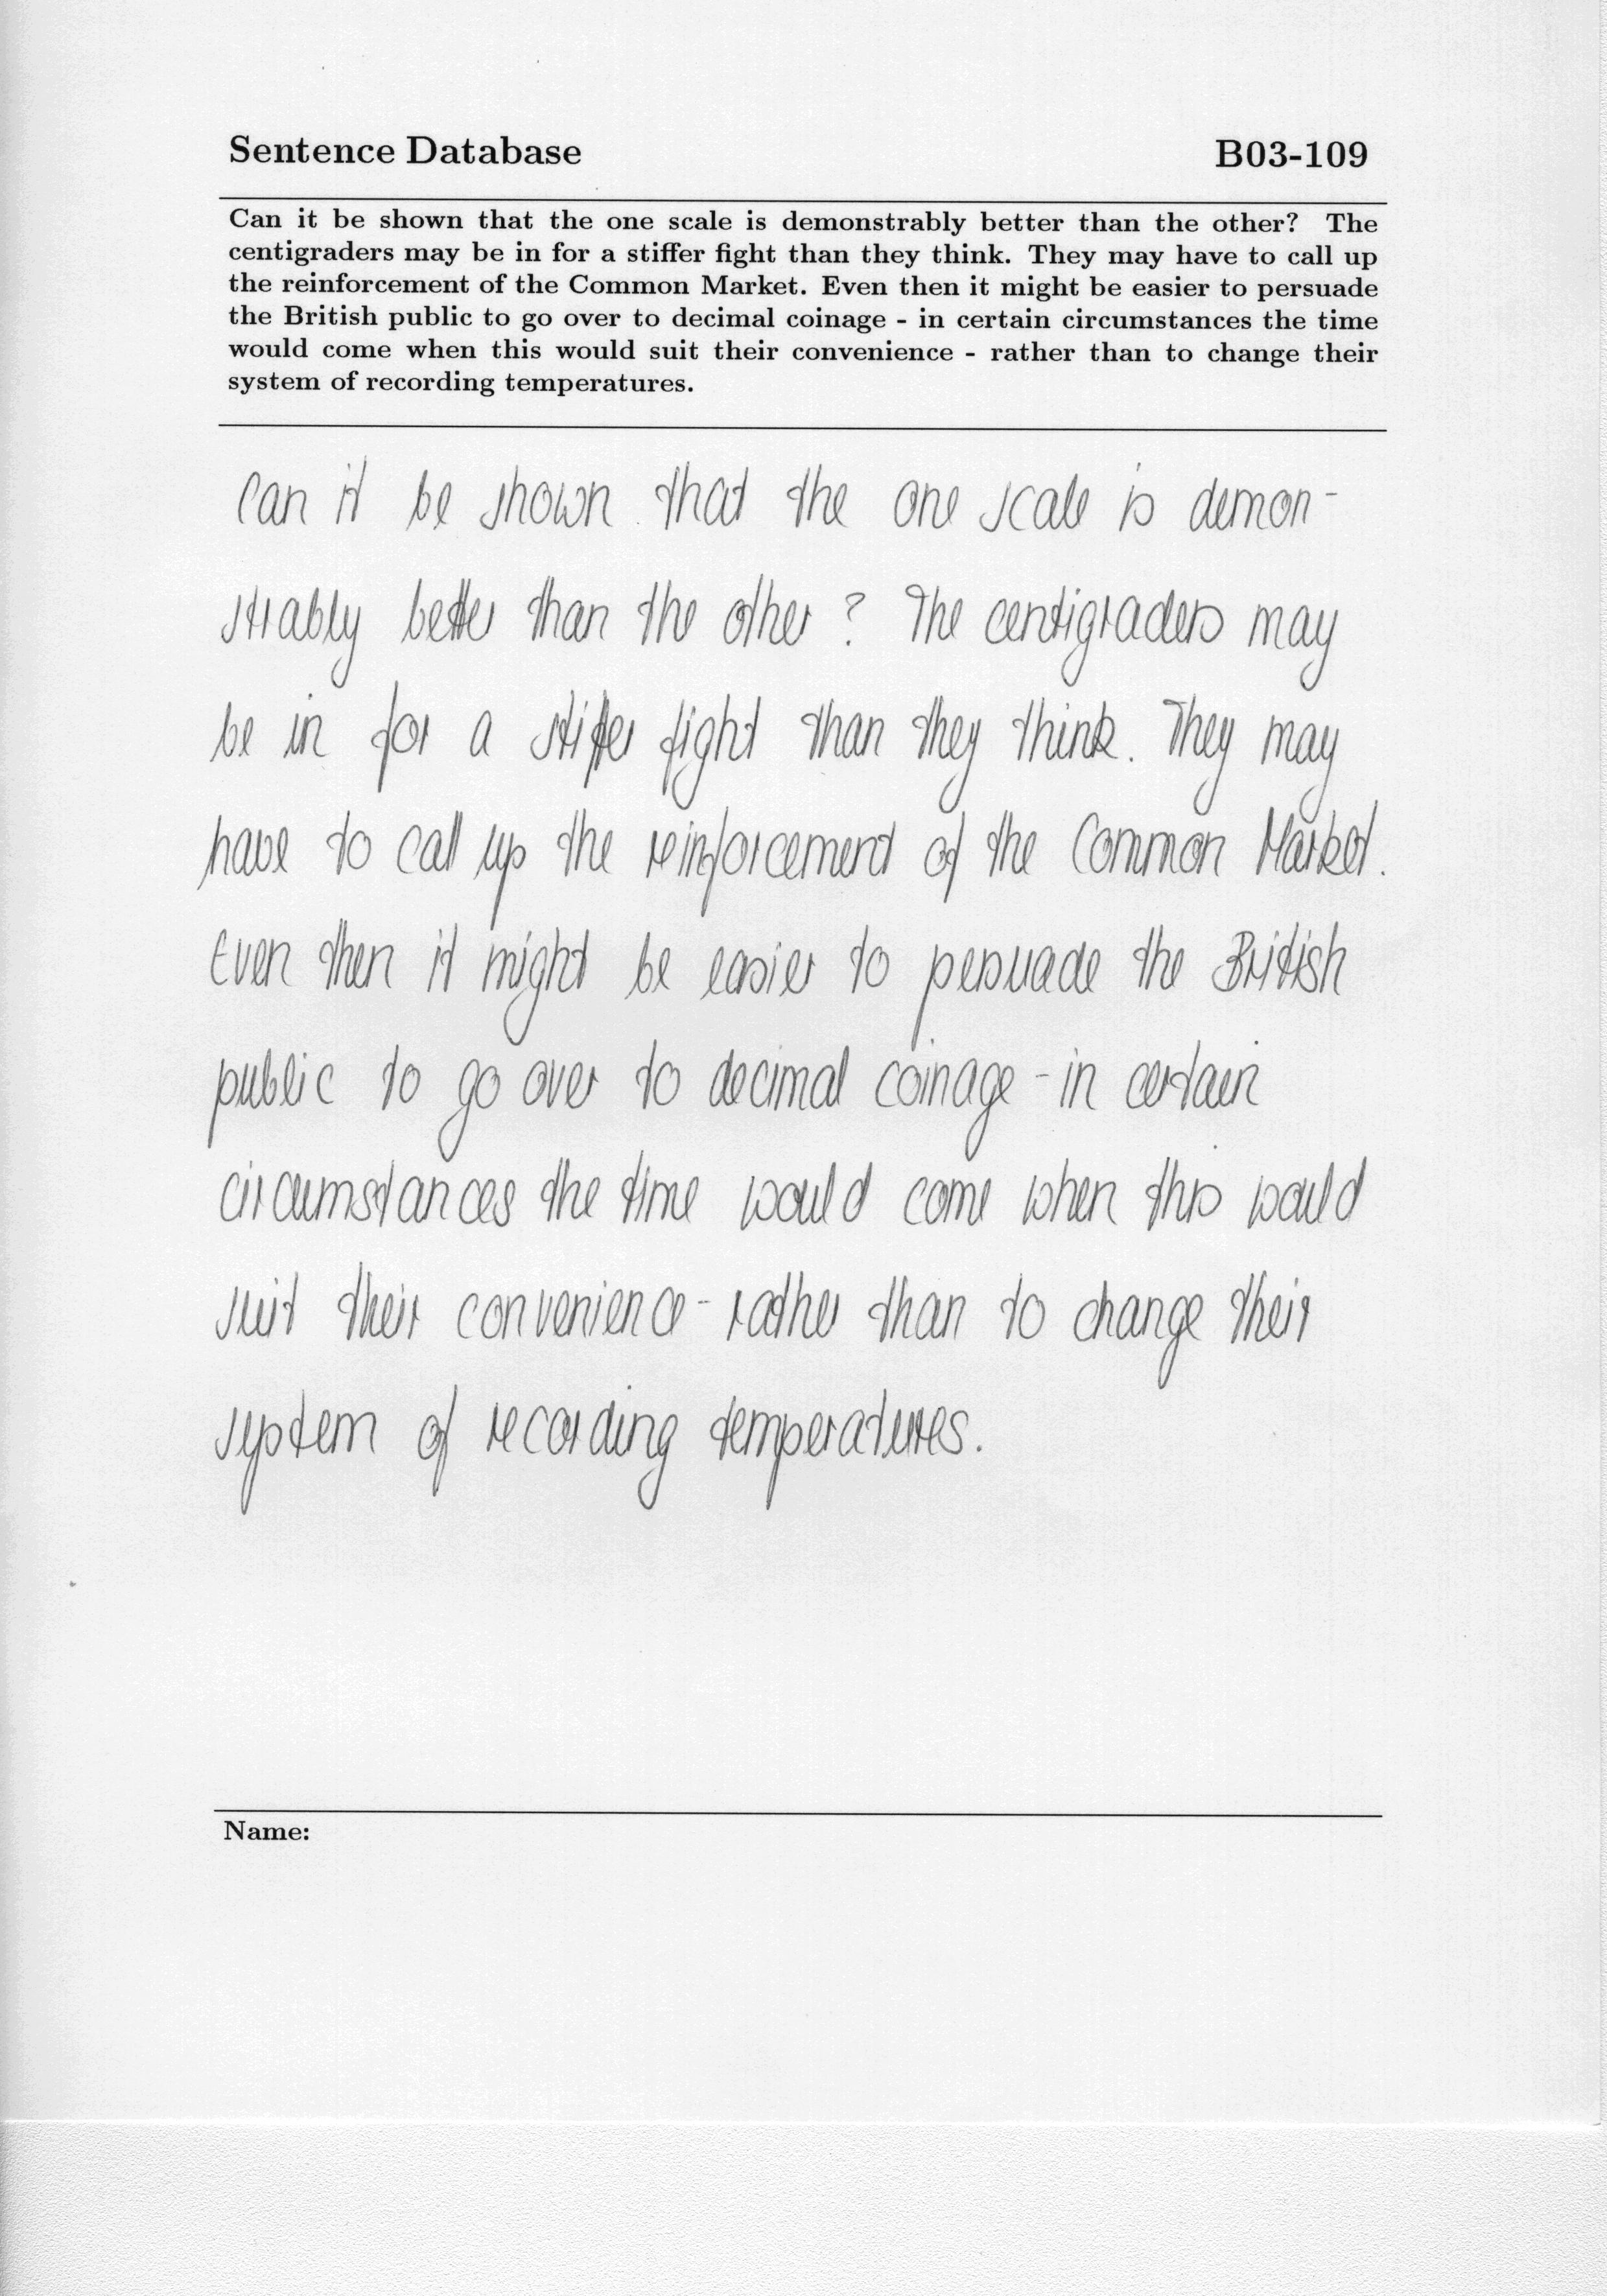 Sentence Database B03-109
Can it be shown that the one scale is demonstrably better than the other? The
centigraders may be in for a stiffer fight than they think. They may have to call up
the reinforcement of the Common Market. Even then it might be easier to persuade
the British public to go over to decimal coinage - in certain circumstances the time
would come when this would suit their convenience - rather than to change their
system of recording temperatures.
Can it be shown that the one scale is demon-
strably better than the other ? The centigraders may
be in for a stiffer fight than they think. They may
have to call up the reinforcement of the Common Market.
Even then it might be easier to persuade the British
public to go over to decimal coinage - in certain
circumstances the time would come when this would
suit their convenience - rather than to change their
system of recording temperatures.
Name: